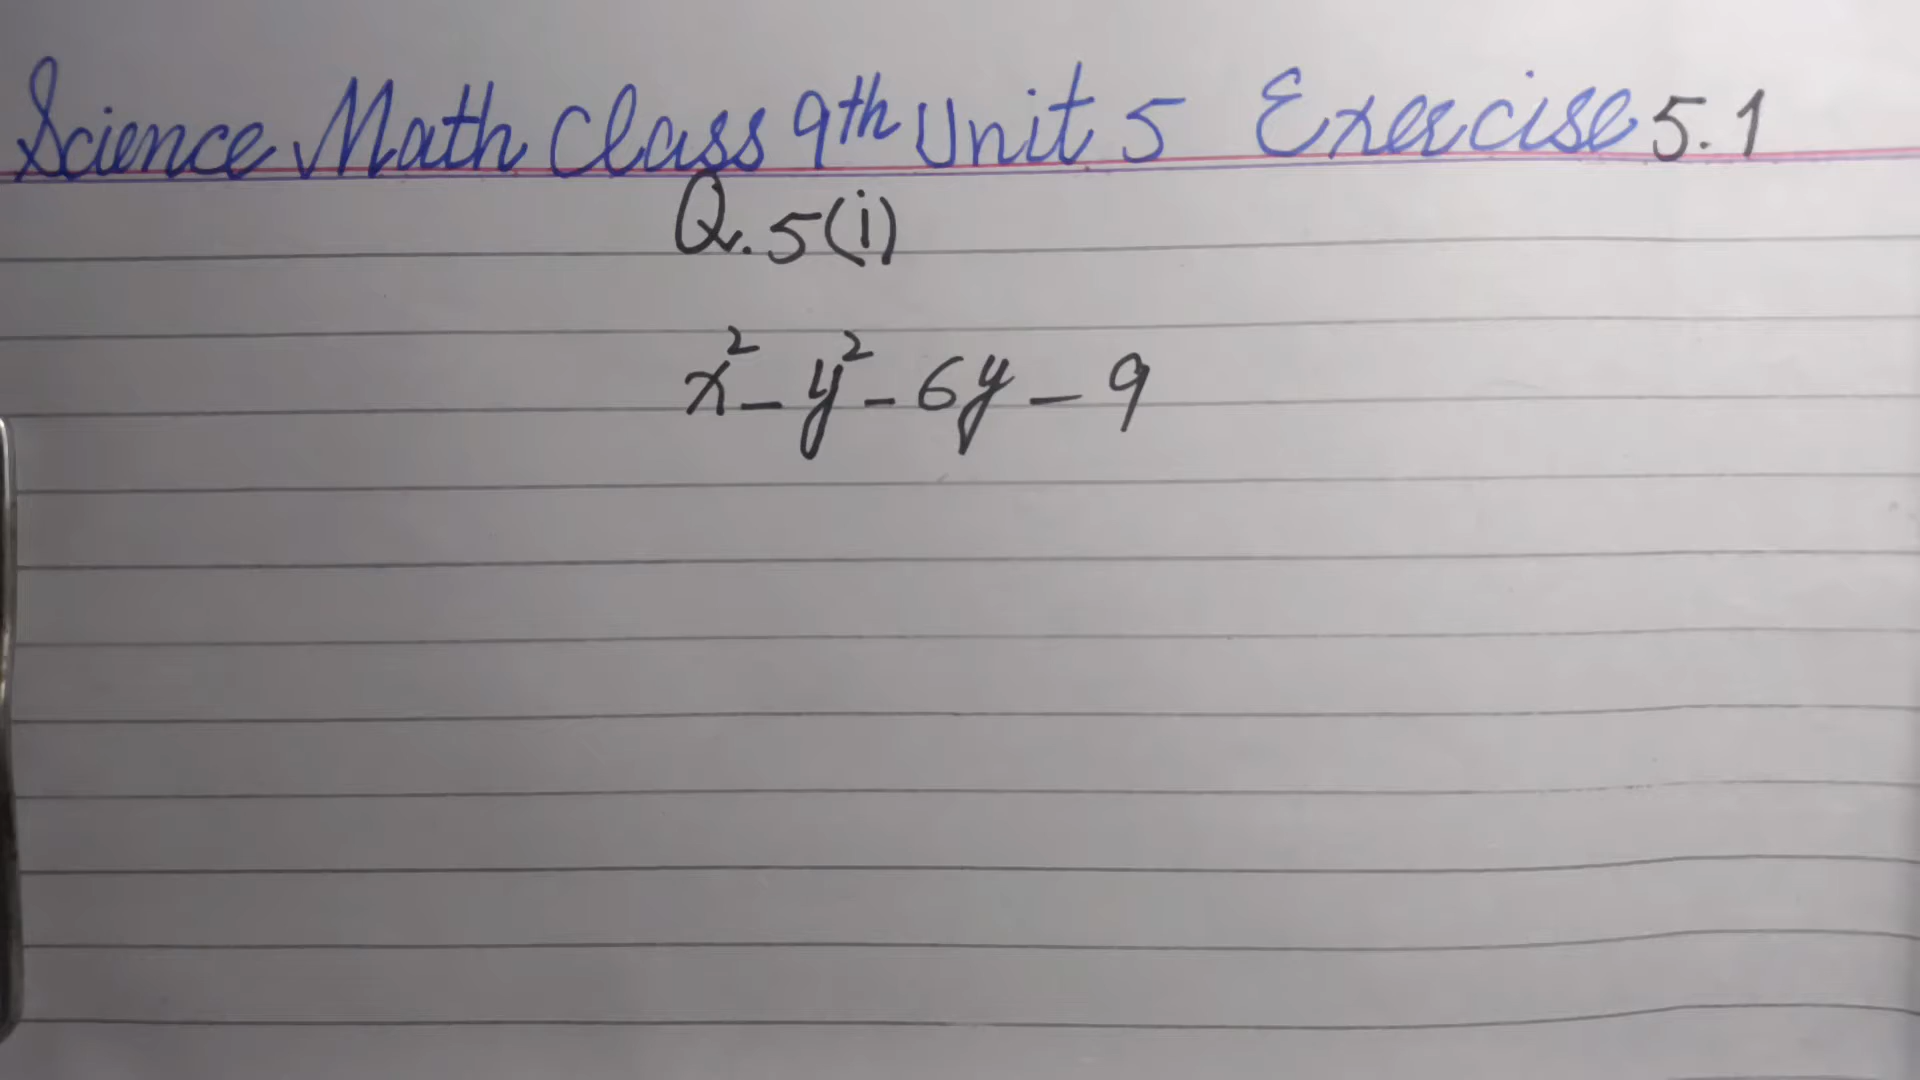 Science Math Class 9th Unit 5 Exercise 5.1
Q. 5(i)
x² - y² - 6y - 9